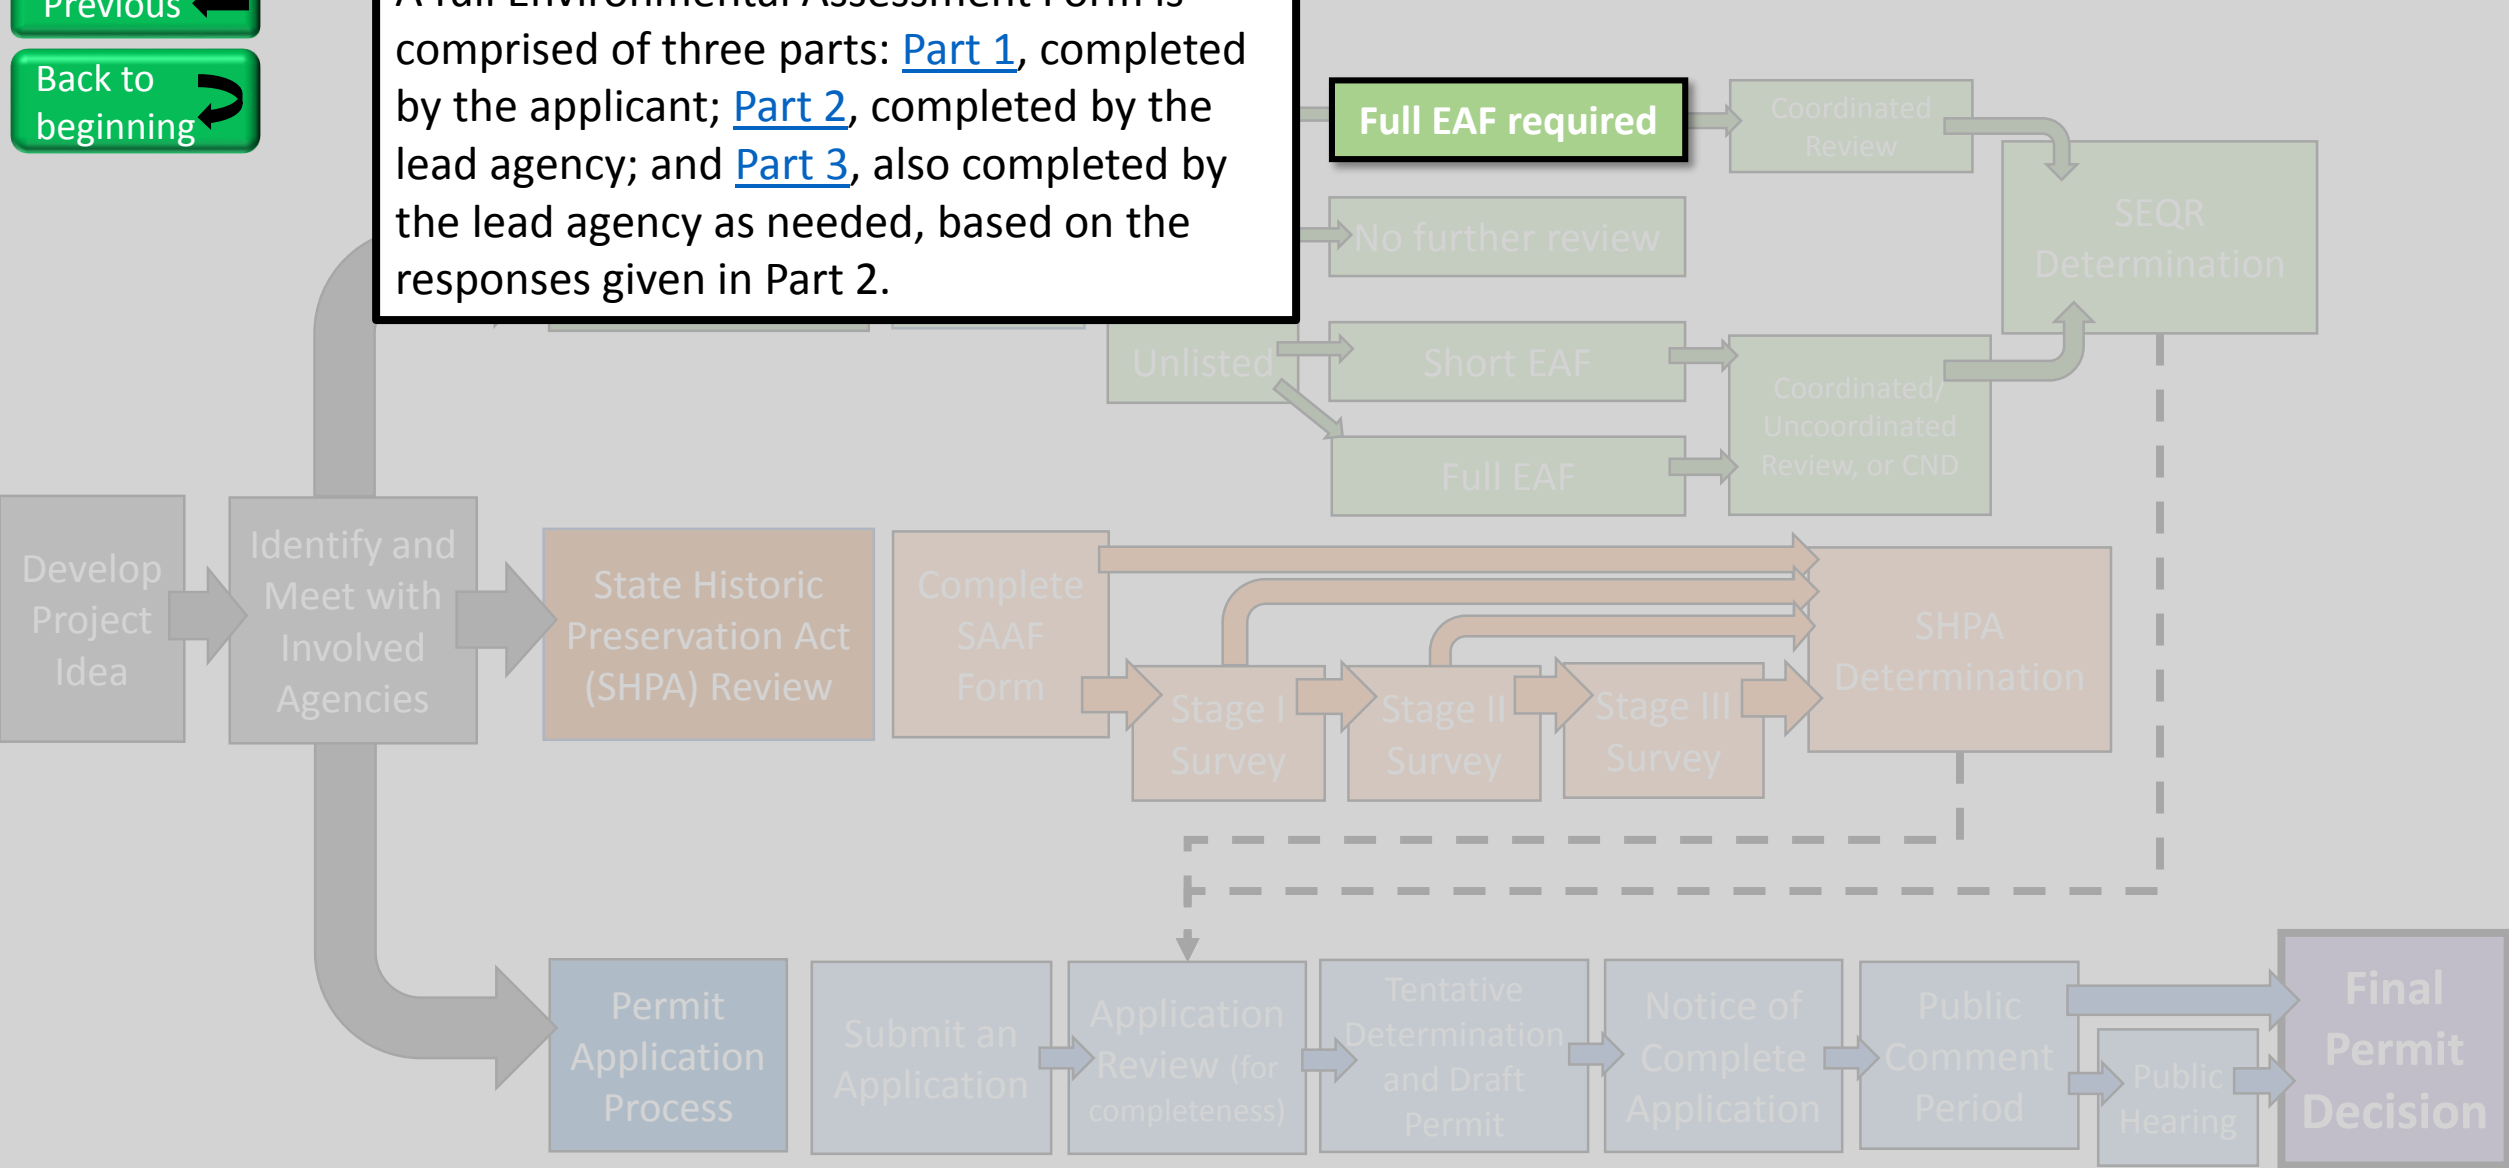 Previous
Back to
beginning
A full Environmental Assessment Form is
comprised of three parts: Part 1, completed
by the applicant; Part 2, completed by the
lead agency; and Part 3, also completed by
the lead agency as needed, based on the
responses given in Part 2.
Full EAF required
Coordinated
Review
No further review
SEQR
Determination
Unlisted
Short EAF
Coordinated/
Uncoordinated
Review, or CND
Full EAF
Develop
Project
Idea
Identify and
Meet with
Involved
Agencies
State Historic
Preservation Act
(SHPA) Review
Complete
SAAF
Form
Stage I
Survey
Stage II
Survey
Stage III
Survey
SHPA
Determination
Permit
Application
Process
Submit an
Application
Application
Review (for
completeness)
Tentative
Determination
and Draft
Permit
Notice of
Complete
Application
Public
Comment
Period
Public
Hearing
Final
Permit
Decision